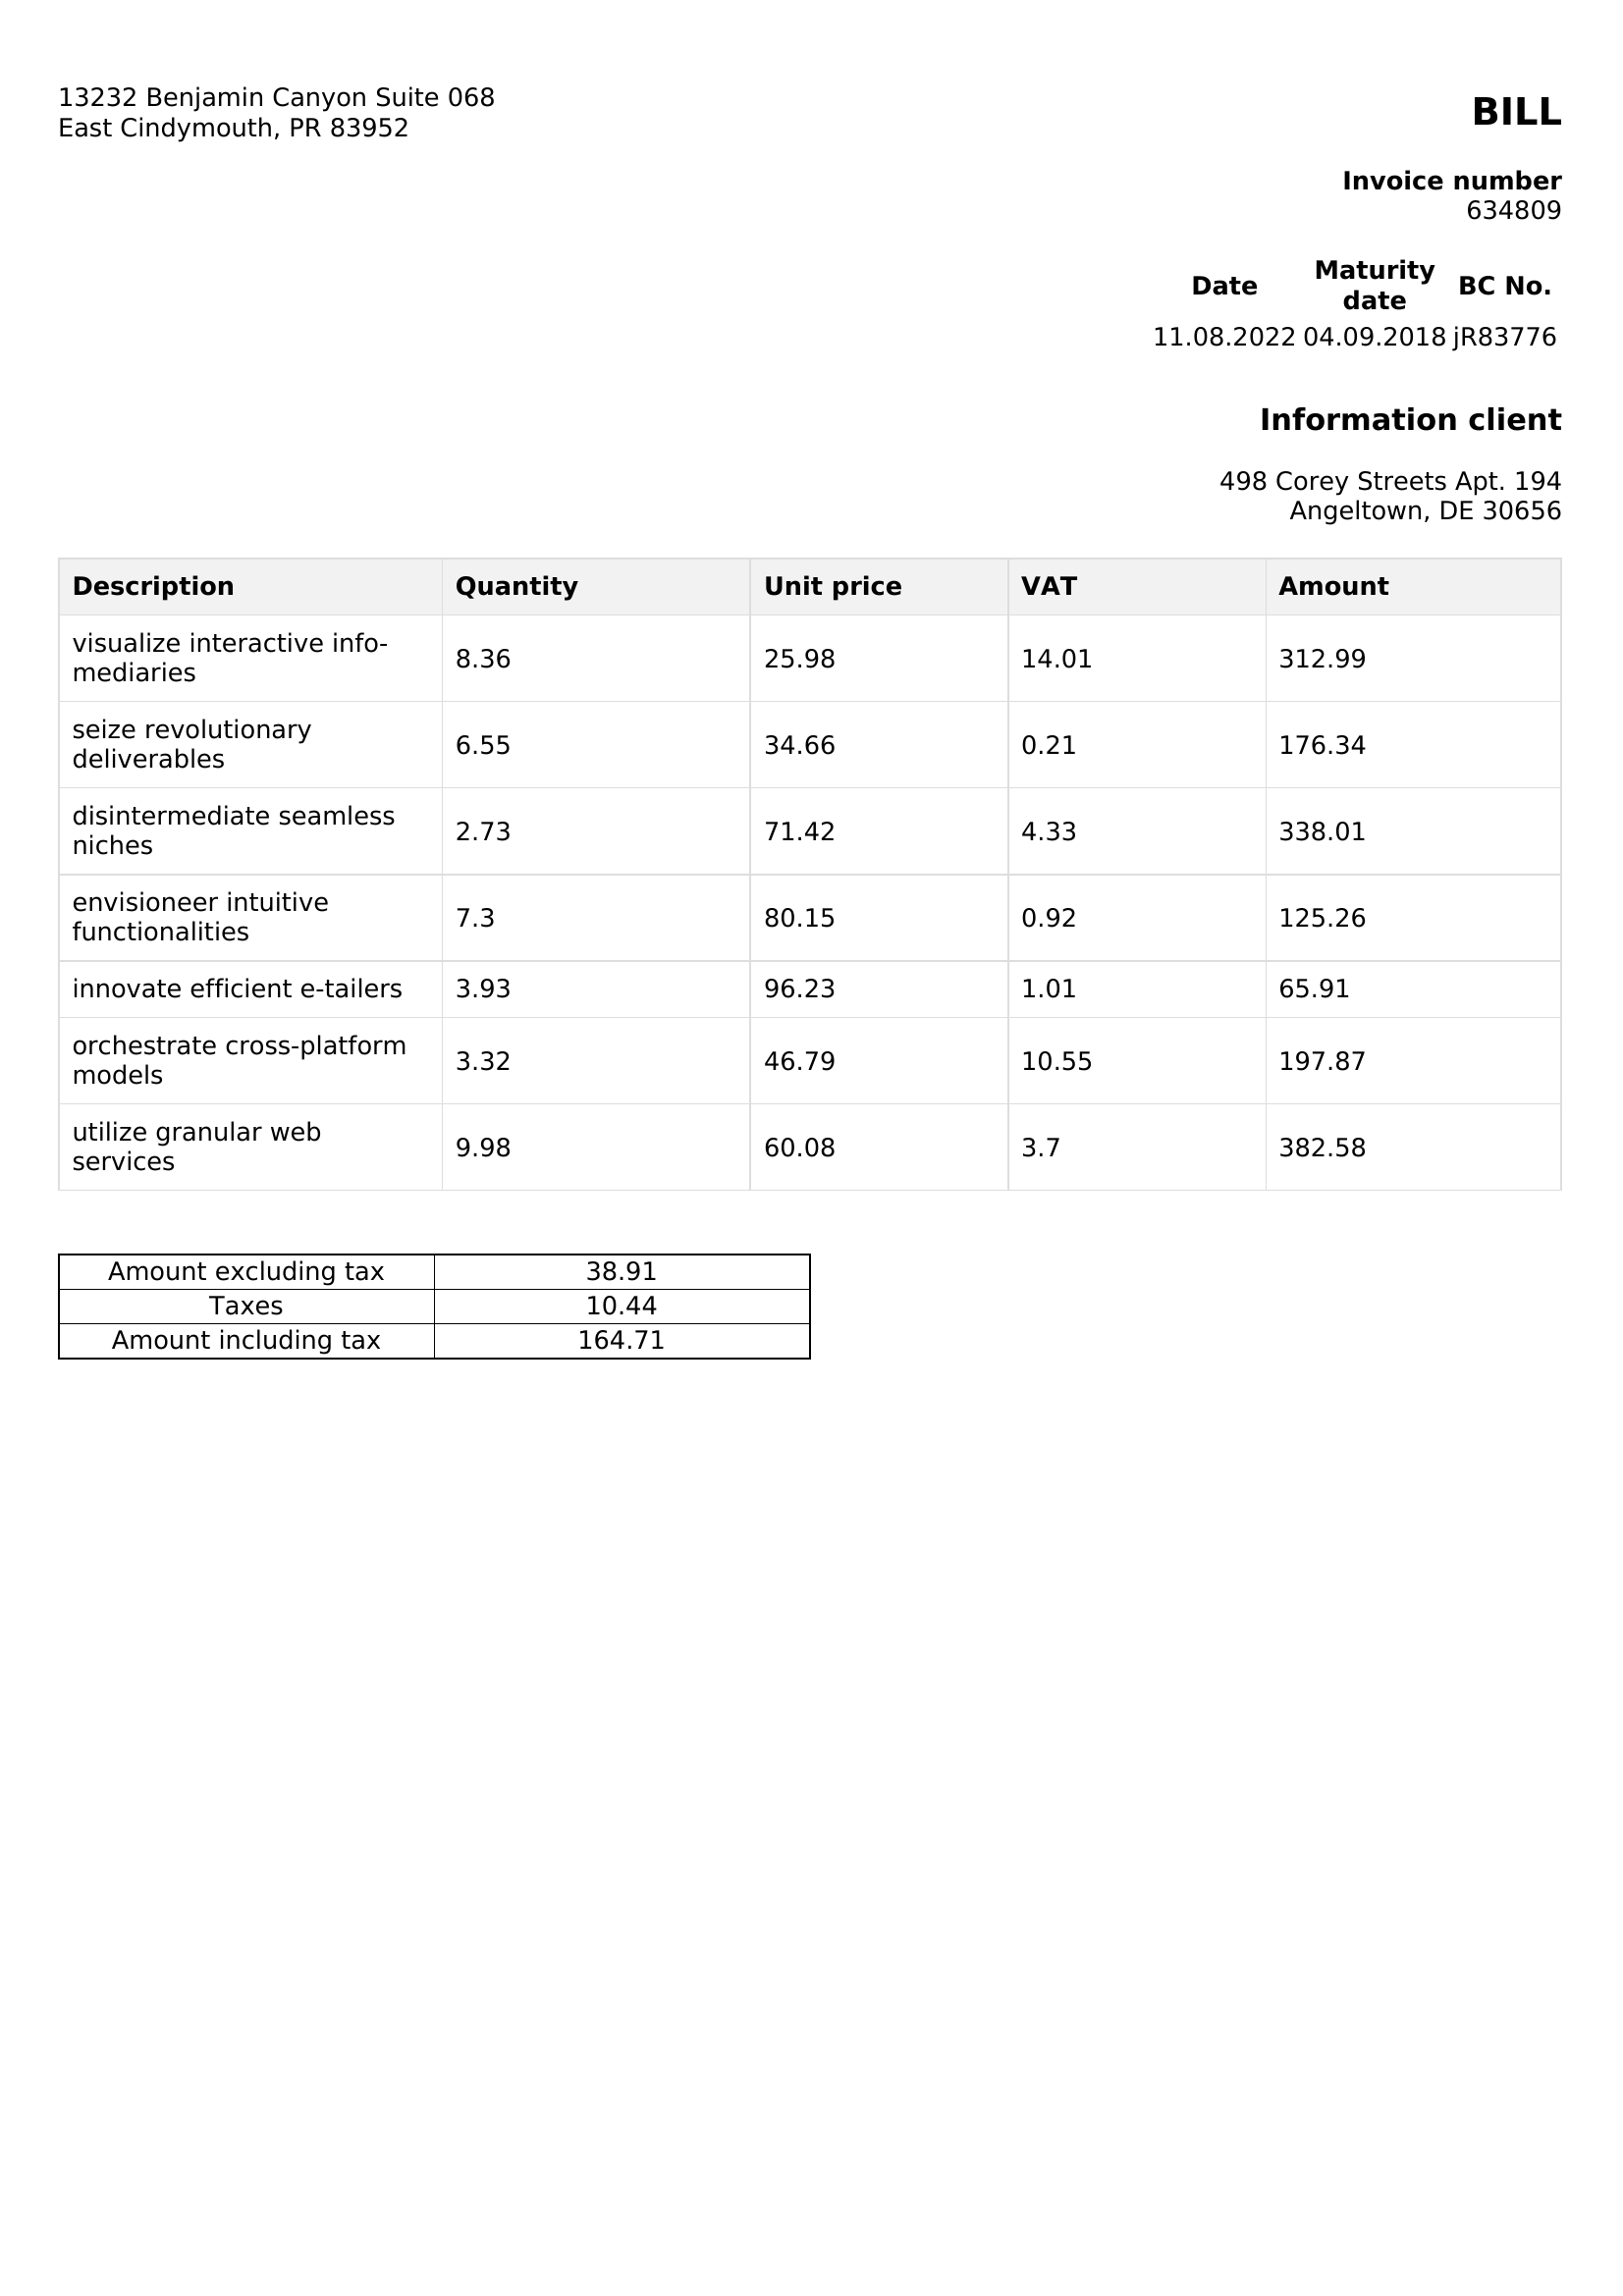 13232 Benjamin Canyon Suite 068
East Cindymouth, PR 83952
BILL
Invoice number
634809
Date Maturity date BC No.
11.08.2022 04.09.2018 jR83776
Information client
498 Corey Streets Apt. 194
Angeltown, DE 30656
Description Quantity Unit price VAT Amount
visualize interactive info-
mediaries 8.36 25.98 14.01 312.99
seize revolutionary
deliverables 6.55 34.66 0.21 176.34
disintermediate seamless
niches 2.73 71.42 4.33 338.01
envisioneer intuitive
functionalities 7.3 80.15 0.92 125.26
innovate efficient e-tailers 3.93 96.23 1.01 65.91
orchestrate cross-platform
models 3.32 46.79 10.55 197.87
utilize granular web
services 9.98 60.08 3.7 382.58
Amount excluding tax 38.91
Taxes 10.44
Amount including tax 164.71